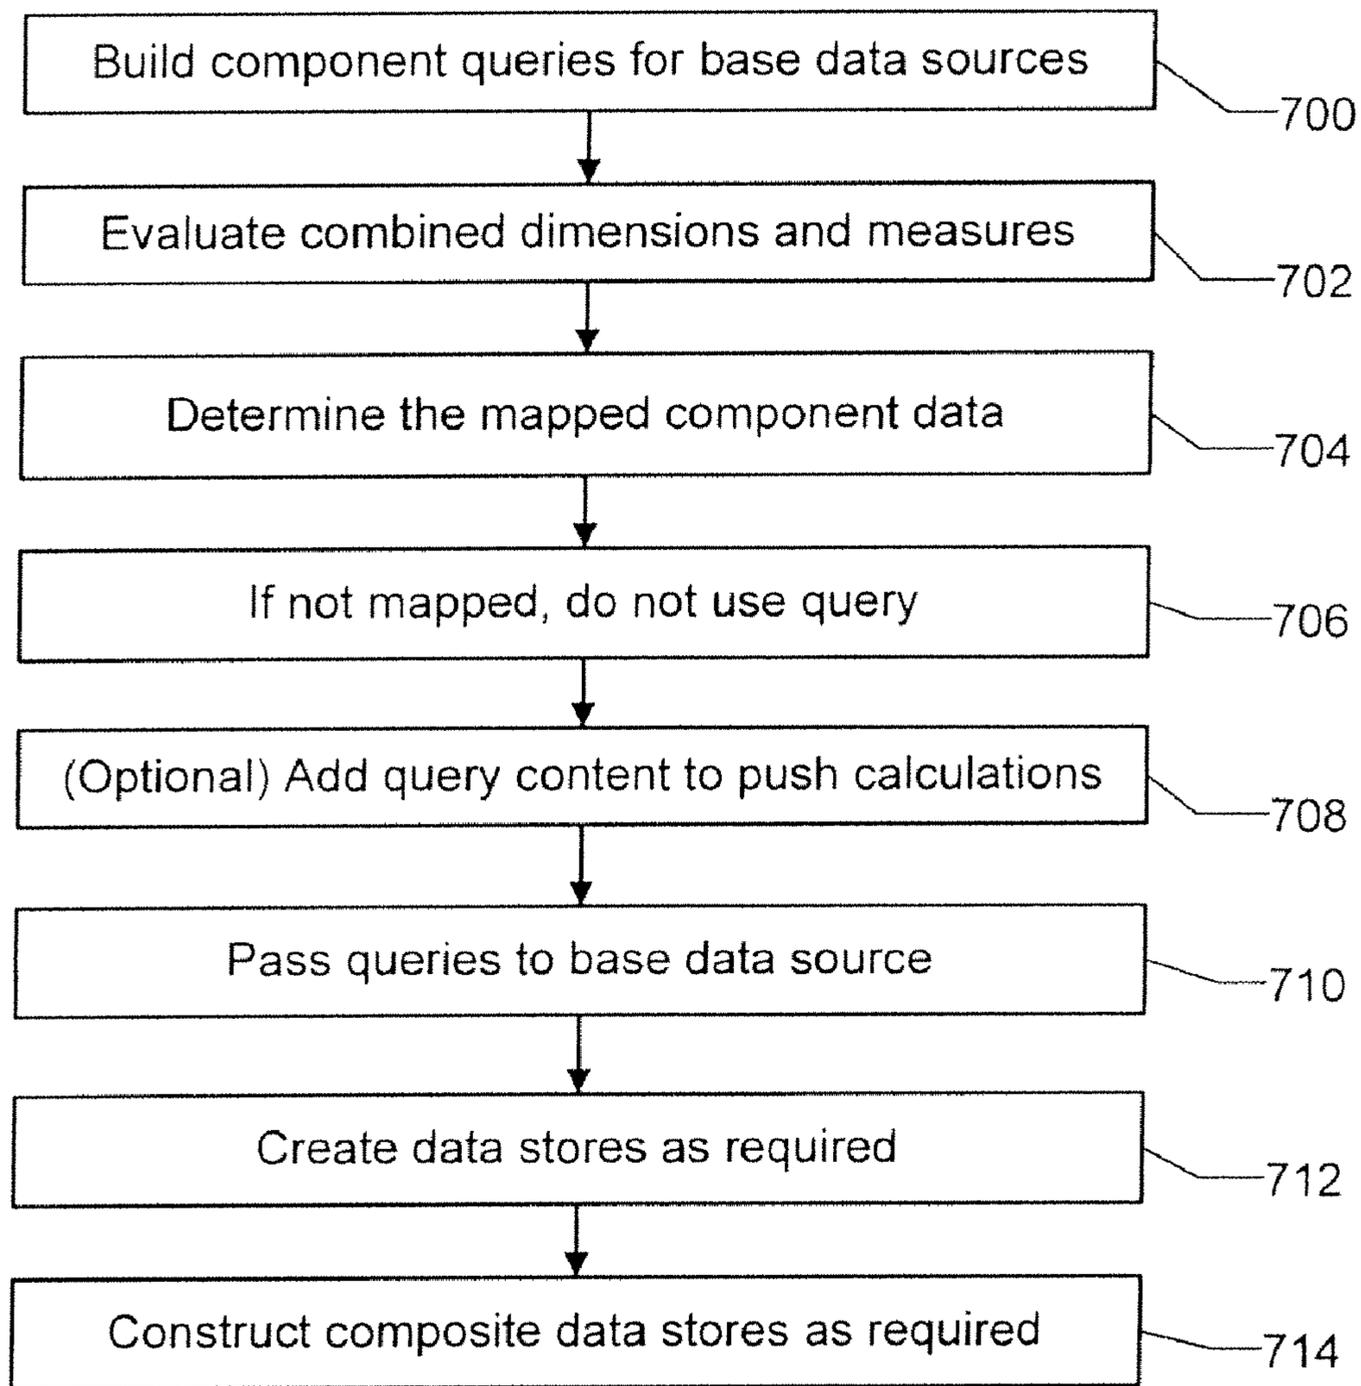 Build component queries for base data sources
700
Evaluate combined dimensions and measures
702
Determine the mapped component data
704
If not mapped, do not use query
706
(Optional) Add query content to push calculations
708
Pass queries to base data source
710
Create data stores as required
712
Construct composite data stores as required
714